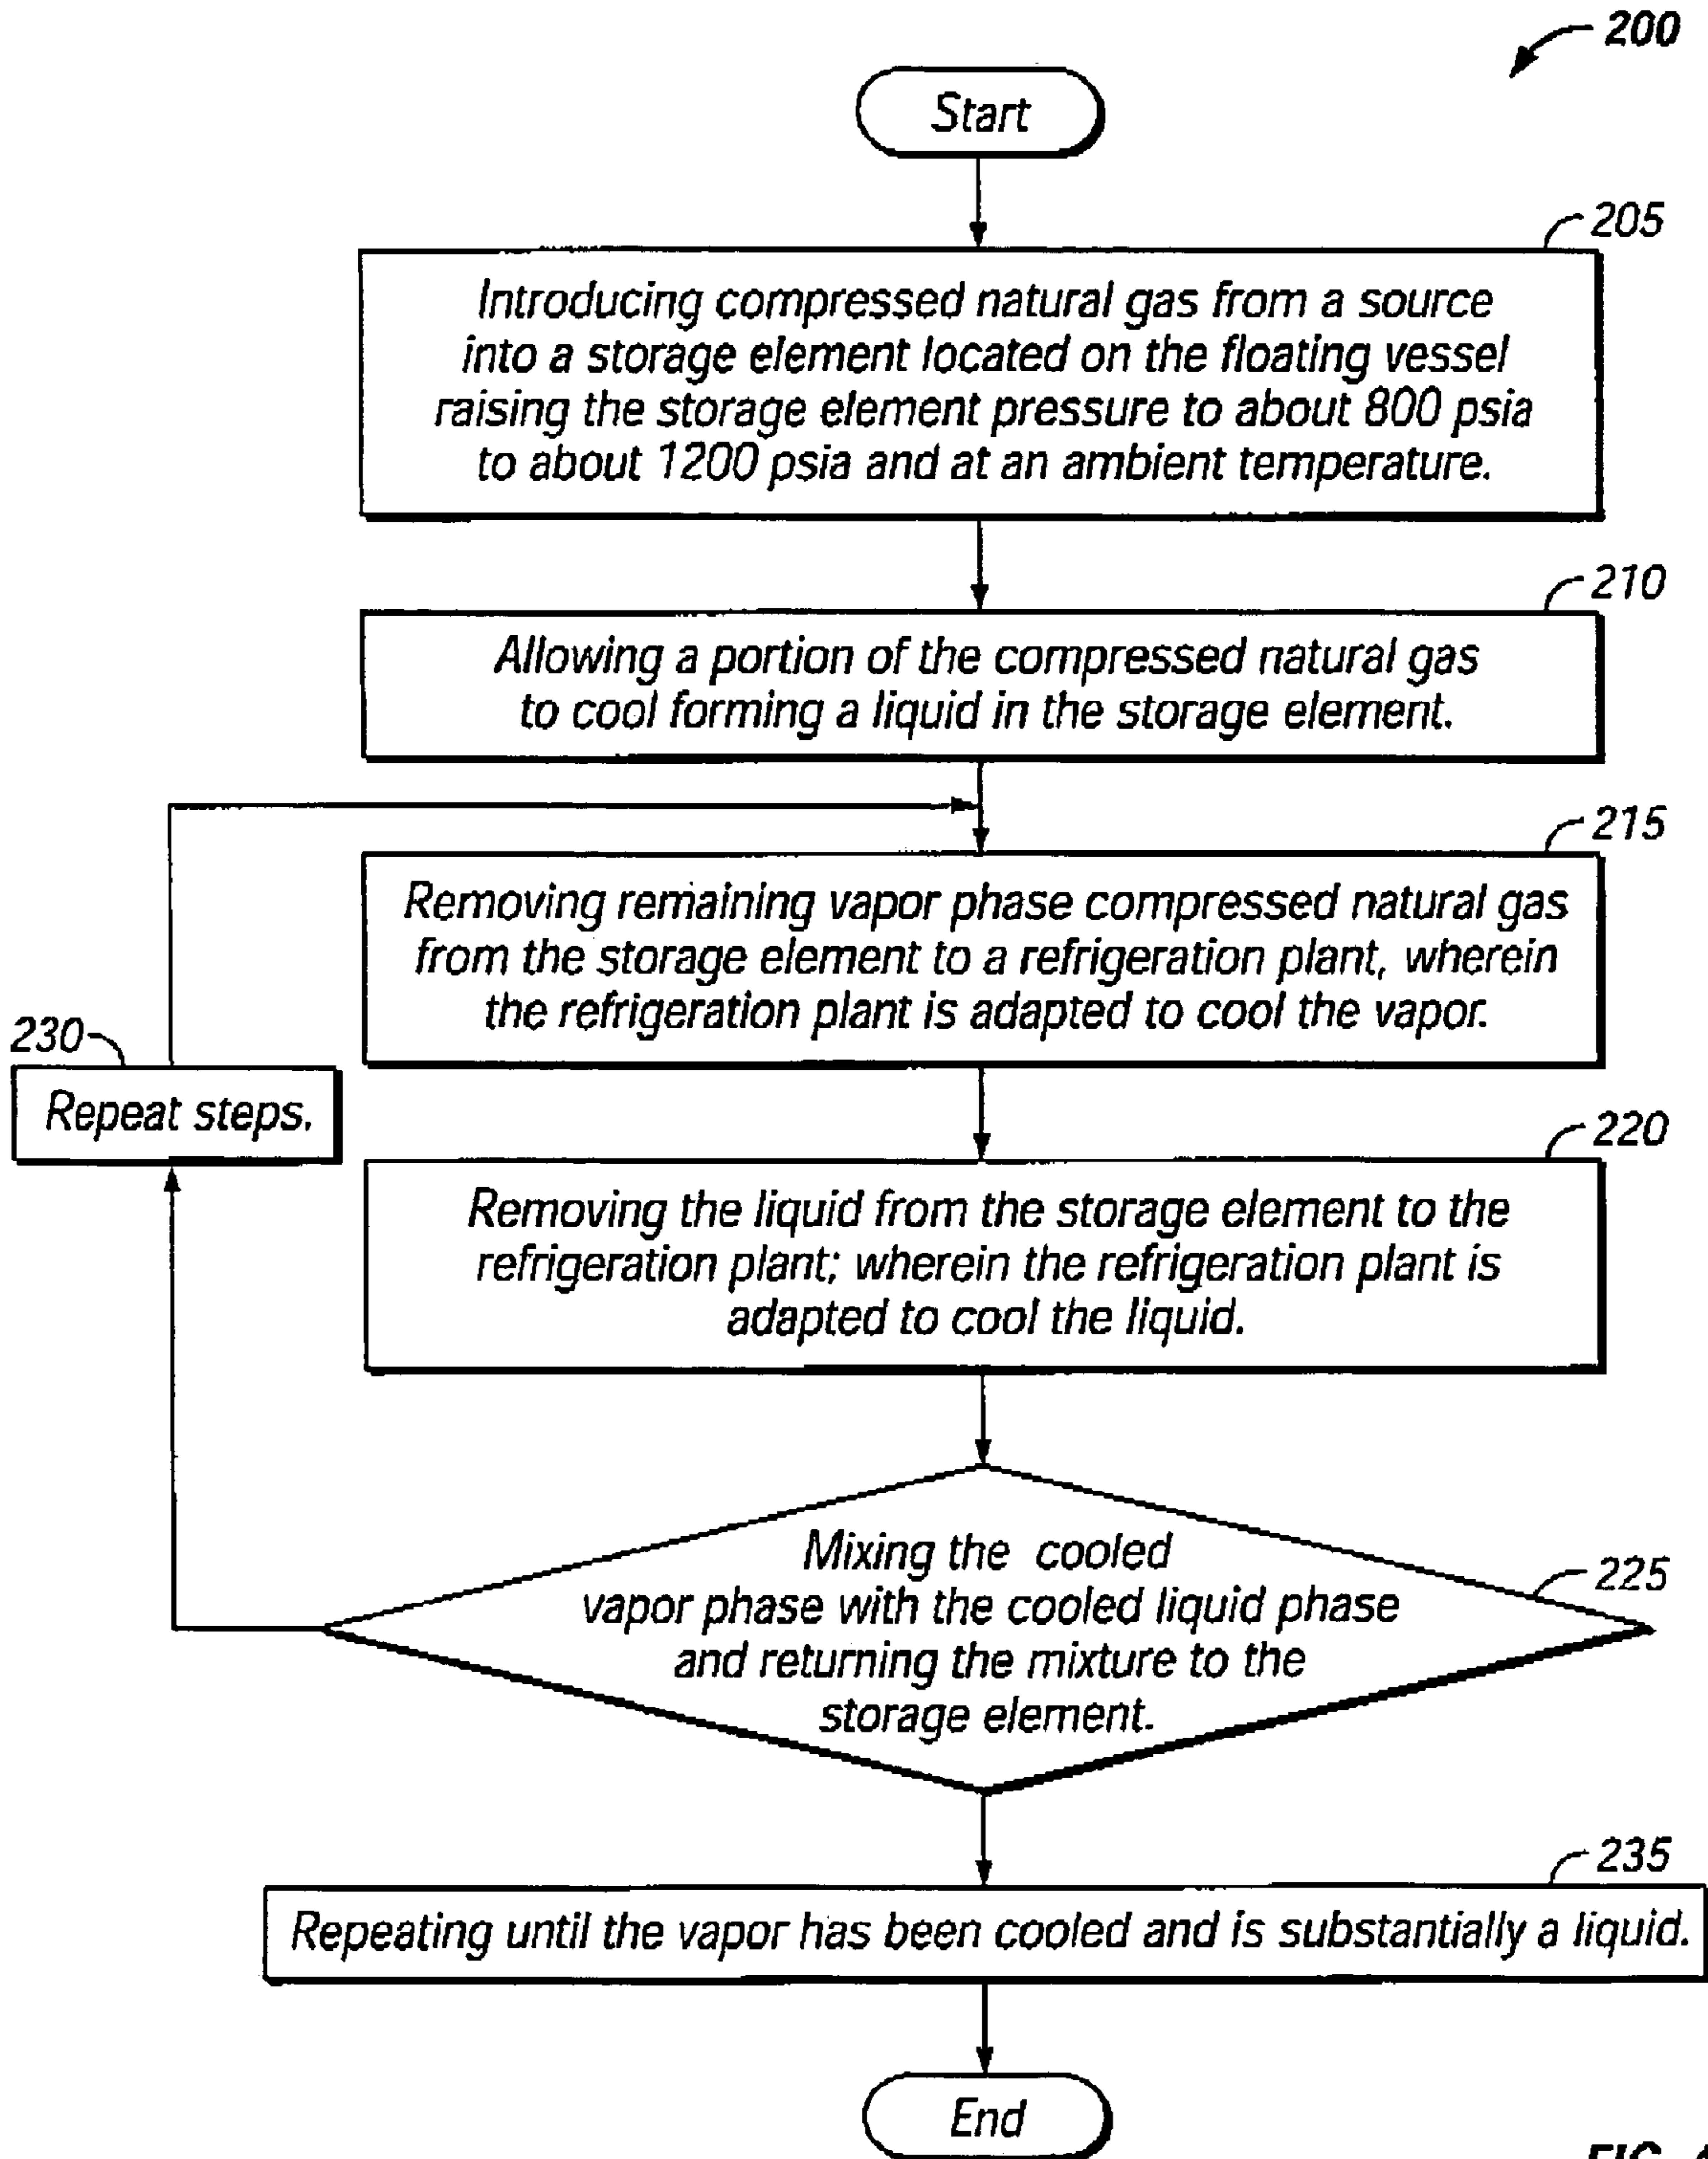 200
Start
205
Introducing compressed natural gas from a source
into a storage element located on the floating vessel
raising the storage element pressure to about 800 psia
to about 1200 psia and at an ambient temperature.
210
Allowing a portion of the compressed natural gas
to cool forming a liquid in the storage element.
215
Removing remaining vapor phase compressed natural gas
from the storage element to a refrigeration plant, wherein
the refrigeration plant is adapted to cool the vapor.
230
Repeat steps.
220
Removing the liquid from the storage element to the
refrigeration plant; wherein the refrigeration plant is
adapted to cool the liquid.
225
Mixing the cooled
vapor phase with the cooled liquid phase
and returning the mixture to the
storage element.
235
Repeating until the vapor has been cooled and is substantially a liquid.
End
FIG.